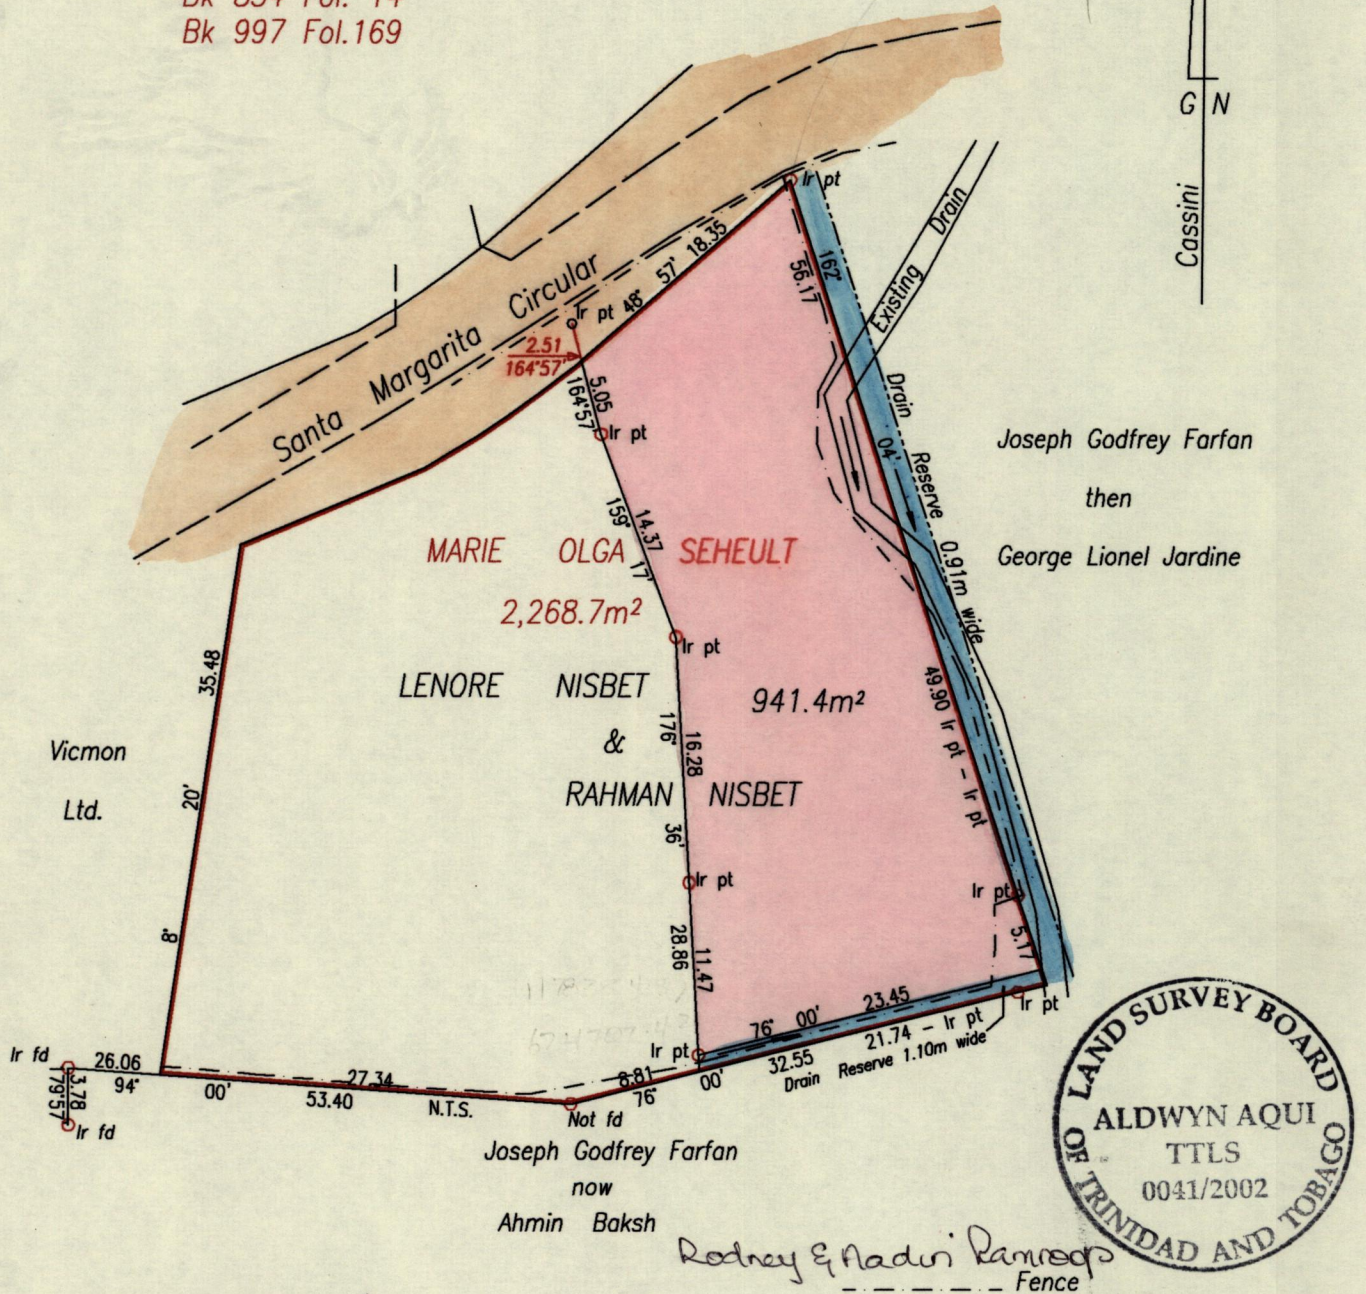 Bk 997 Fol.169
G N
Cassini
Ir pt
Existing Drain
Santa Margarita Circular
48° 57' 18.35
Ir pt
2.51
164°57'
164°57'
5.05
Ir pt
56.17
162°
04'
Drain Reserve 0.91m wide
Joseph Godfrey Farfan
then
George Lionel Jardine
159° 17'
14.37
MARIE OLGA SEHEULT
2,268.7m²
Ir pt
LENORE NISBET
&
RAHMAN NISBET
941.4m²
176° 36'
16.28
49.90 Ir pt - Ir pt
35.48
20'
8'
Vicmon
Ltd.
Ir pt
Ir pt
28.86
11.47
5.17
76° 00' 23.45
Ir pt
21.74 - Ir pt
Ir pt
32.55
Drain Reserve 1.10m wide
Ir fd
26.06
94° 00'
27.34
53.40
N.T.S.
8.81
76° 00'
3.78
79°57'
Ir fd
Not fd
Joseph Godfrey Farfan
now
Ahmin Baksh
LAND SURVEY BOARD
OF TRINIDAD AND TOBAGO
ALDWYN AQUI
TTLS
0041/2002
Rodney &
Fence